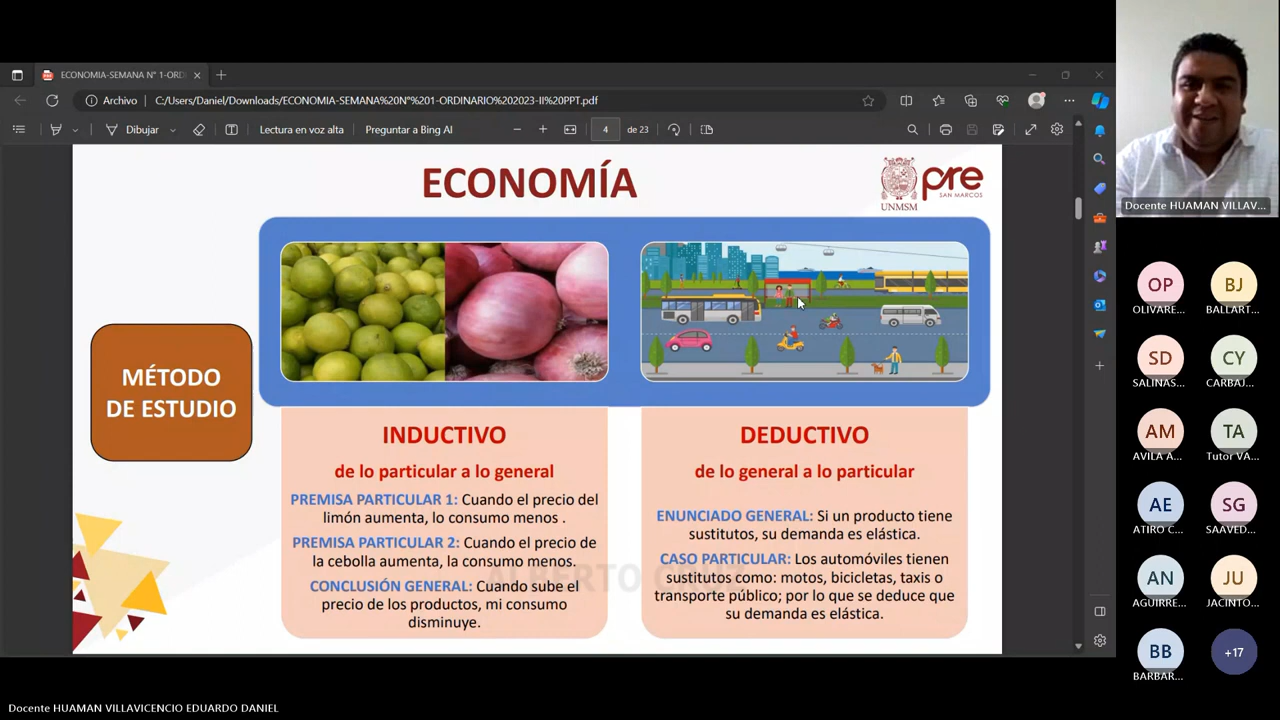 ECONOMIA-SEMANA N° 1-ORDI
Archivo
C:/Users/Daniel/Downloads/ECONOMIA-SEMANA%20N°%201-ORDINARIO%202023-II%20PPT.pdf
Dibujar
Lectura en voz alta
Preguntar a Bing AI
4
de 23
ECONOMÍA
UNMSM
pre
SAN MARCOS
MÉTODO
DE ESTUDIO
INDUCTIVO
de lo particular a lo general
PREMISA PARTICULAR 1: Cuando el precio del
limón aumenta, lo consumo menos .
PREMISA PARTICULAR 2: Cuando el precio de
la cebolla aumenta, la consumo menos.
CONCLUSIÓN GENERAL: Cuando sube el
precio de los productos, mi consumo
disminuye.
DEDUCTIVO
de lo general a lo particular
ENUNCIADO GENERAL: Si un producto tiene
sustitutos, su demanda es elástica.
CASO PARTICULAR: Los automóviles tienen
sustitutos como: motos, bicicletas, taxis o
transporte público; por lo que se deduce que
su demanda es elástica.
ALBERTO CRUZ
Docente HUAMAN VILLAV...
OP
OLIVARE...
BJ
BALLART...
SD
SALINAS...
CY
CARBAJ...
AM
AVILA A...
TA
Tutor VA...
AE
ATIRO C...
SG
SAAVED...
AN
AGUIRRE...
JU
JACINTO...
BB
BARBAR...
+17
Docente HUAMAN VILLAVICENCIO EDUARDO DANIEL